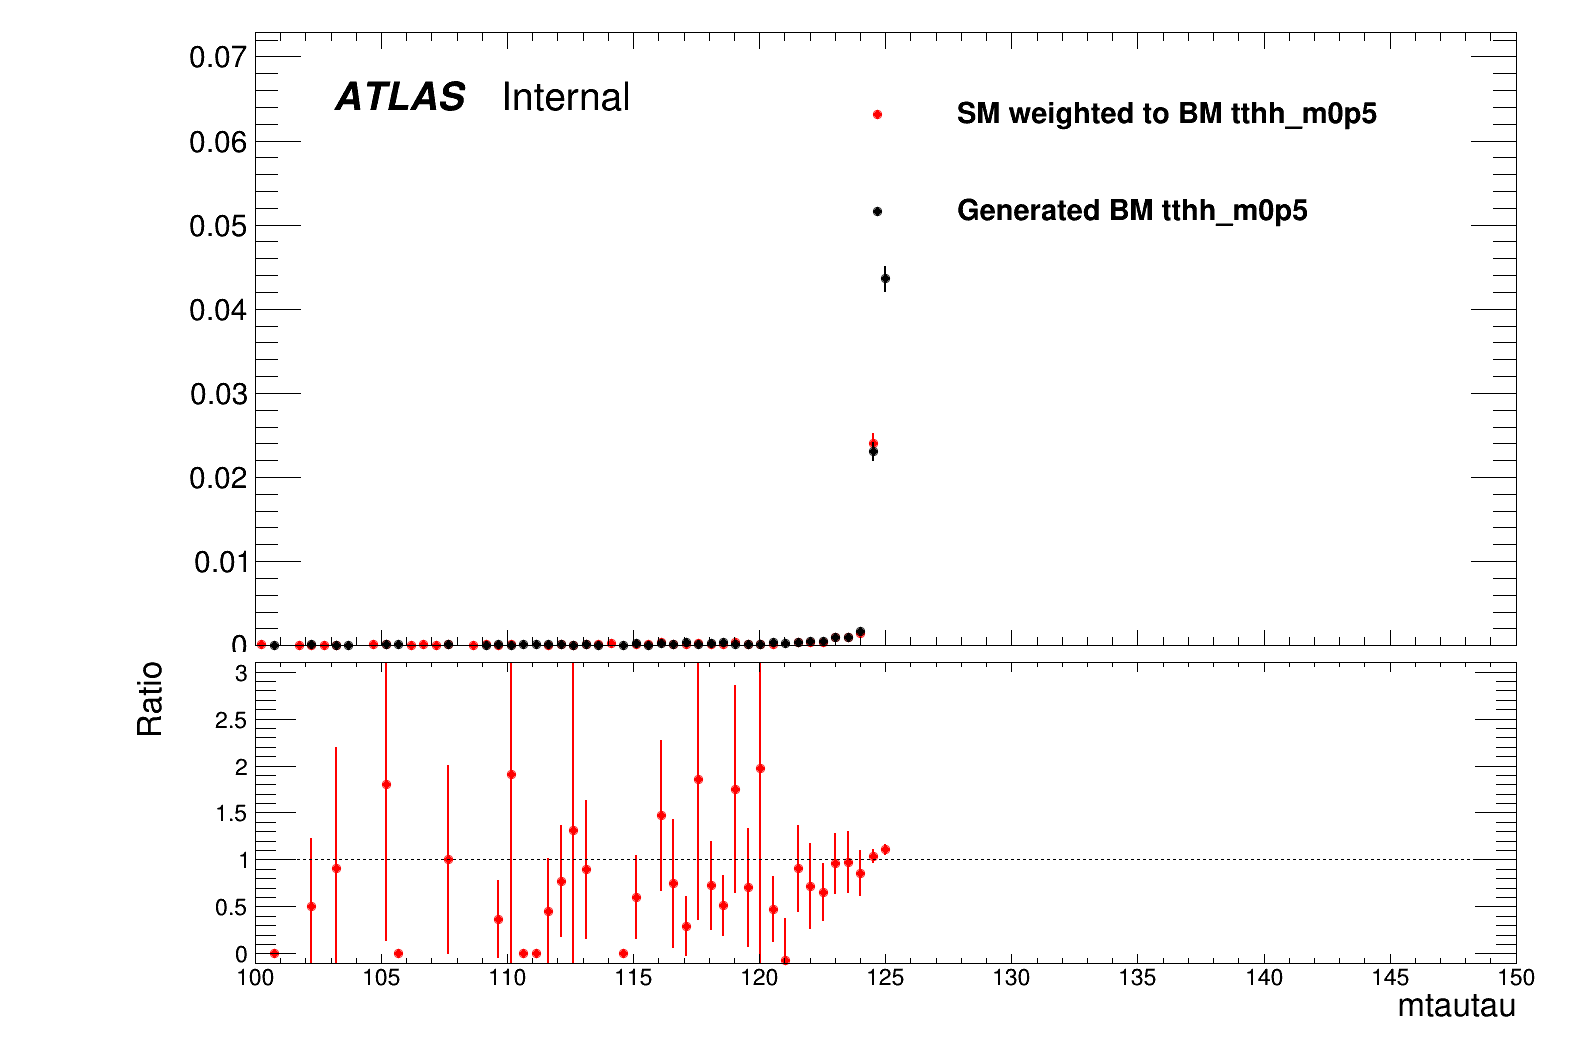 0.07
ATLAS Internal
SM weighted to BM tthh_m0p5
0.06
Generated BM tthh_m0p5
0.05
0.04
0.03
0.02
0.01
0
Ratio
3
2.5
2
1.5
1
0.5
0
100 105 110 115 120 125 130 135 140 145 150
mtautau